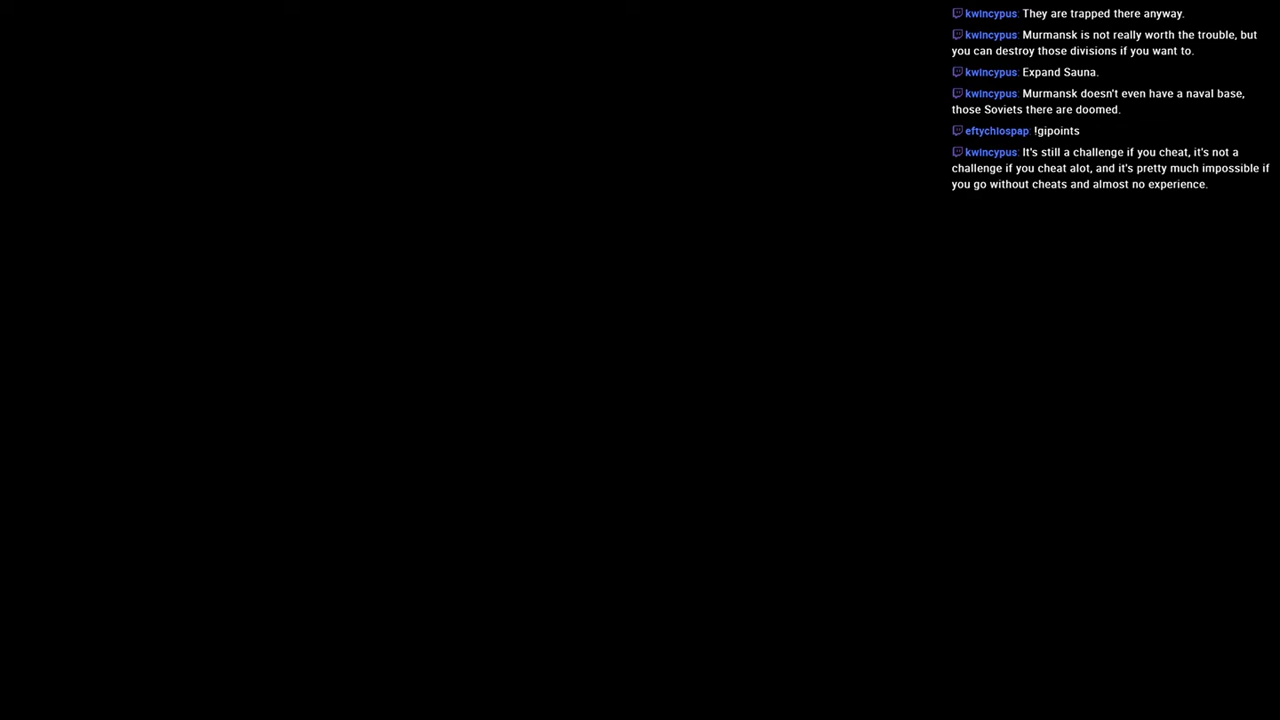 kwincypus: They are trapped there anyway.
kwincypus: Murmansk is not really worth the trouble, but
you can destroy those divisions if you want to.
kwincypus: Expand Sauna.
kwincypus: Murmansk doesn't even have a naval base,
those Soviets there are doomed.
eftychiospap: !gipoints
kwincypus: It's still a challenge if you cheat, it's not a
challenge if you cheat alot, and it's pretty much impossible if
you go without cheats and almost no experience.